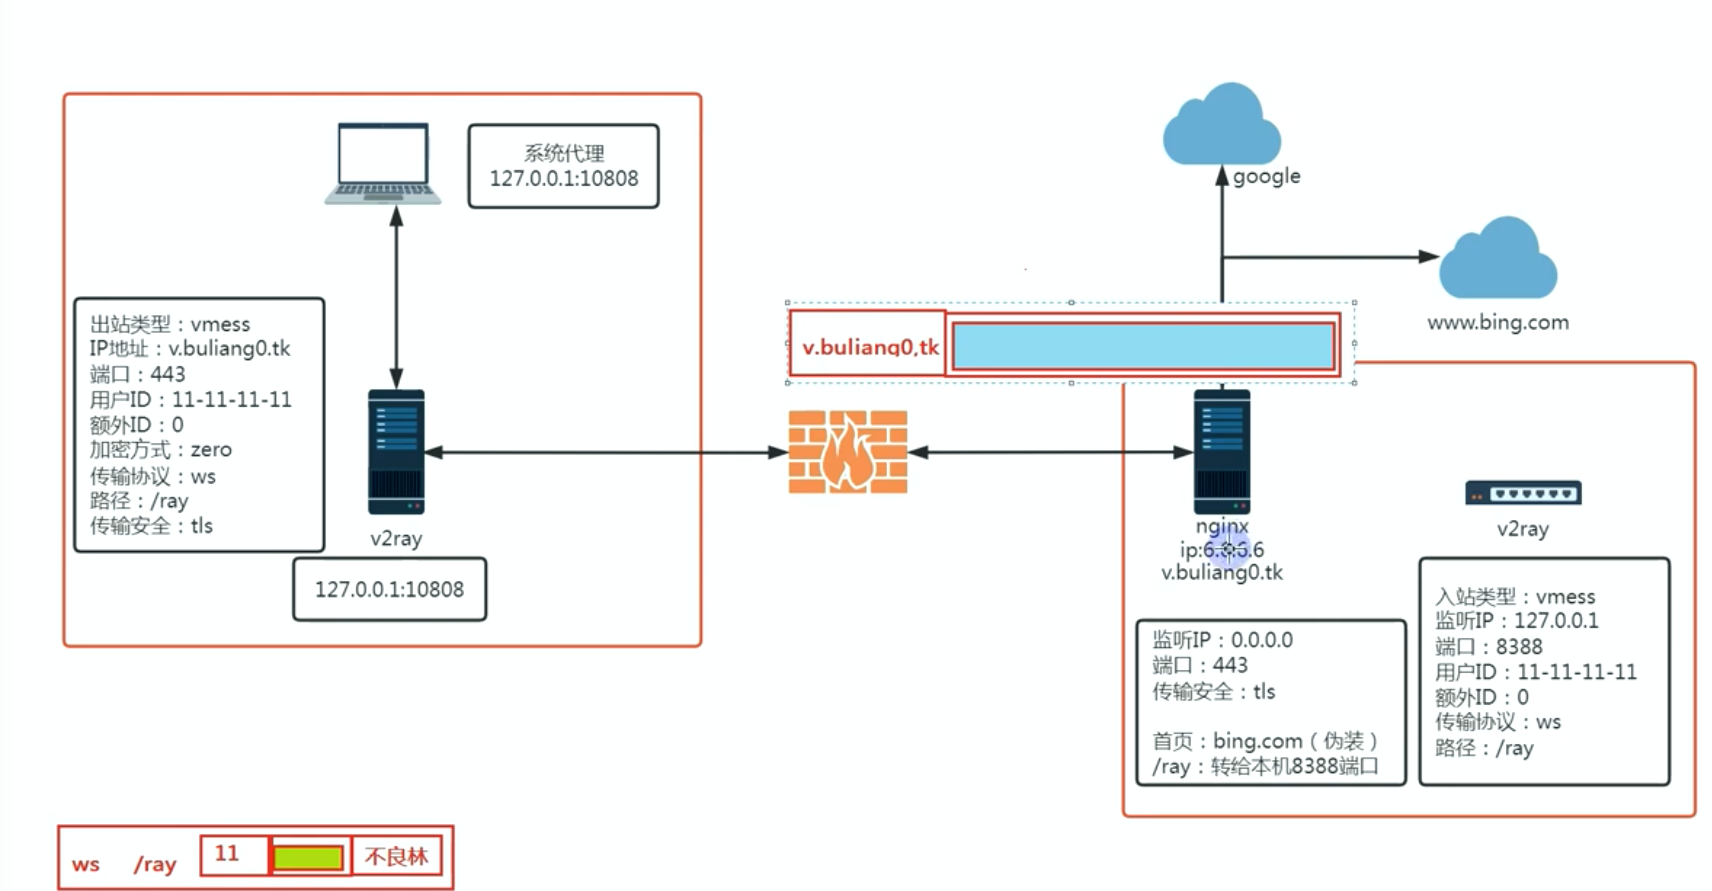 系统代理
127.0.0.1:10808
google
www.bing.com
出站类型：vmess
IP地址：v.buliang0.tk
端口：443
用户ID：11-11-11-11
额外ID：0
加密方式：zero
传输协议：ws
路径：/ray
传输安全：tls
v2ray
127.0.0.1:10808
v.buliang0,tk
nginx
ip:6.6.6.6
v.buliang0.tk
v2ray
监听IP：0.0.0.0
端口：443
传输安全：tls
首页：bing.com（伪装）
/ray：转给本机8388端口
入站类型：vmess
监听IP：127.0.0.1
端口：8388
用户ID：11-11-11-11
额外ID：0
传输协议：ws
路径：/ray
ws /ray 11 不良林